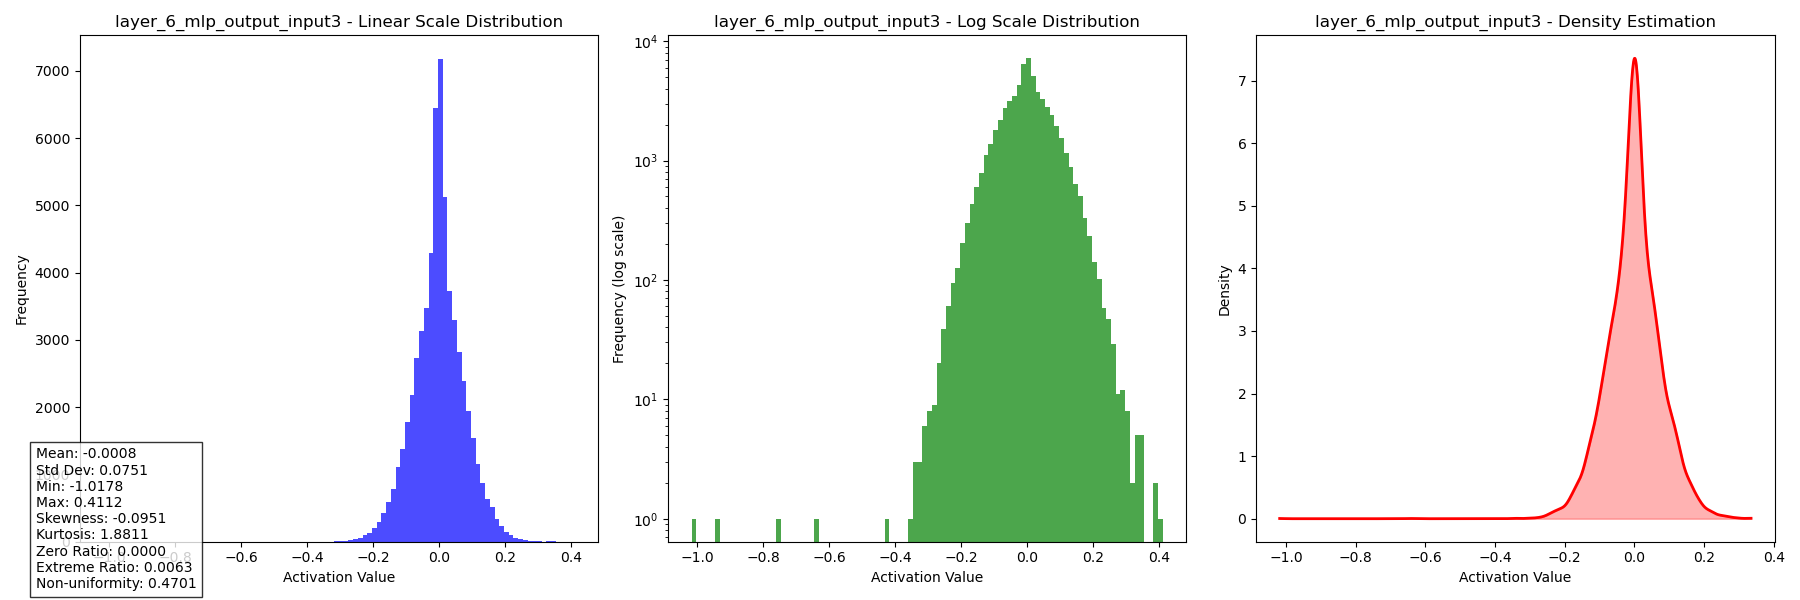 layer_6_mlp_output_input3 - Linear Scale Distribution
7000
6000
5000
4000
3000
2000
1000
0
Frequency
−1.0
−0.8
−0.6
−0.4
−0.2
0.0
0.2
0.4
Activation Value
Mean: -0.0008
Std Dev: 0.0751
Min: -1.0178
Max: 0.4112
Skewness: -0.0951
Kurtosis: 1.8811
Zero Ratio: 0.0000
Extreme Ratio: 0.0063
Non-uniformity: 0.4701
layer_6_mlp_output_input3 - Log Scale Distribution
10⁴
10³
10²
10¹
10⁰
Frequency (log scale)
−1.0
−0.8
−0.6
−0.4
−0.2
0.0
0.2
0.4
Activation Value
layer_6_mlp_output_input3 - Density Estimation
7
6
5
4
3
2
1
0
Density
−1.0
−0.8
−0.6
−0.4
−0.2
0.0
0.2
0.4
Activation Value